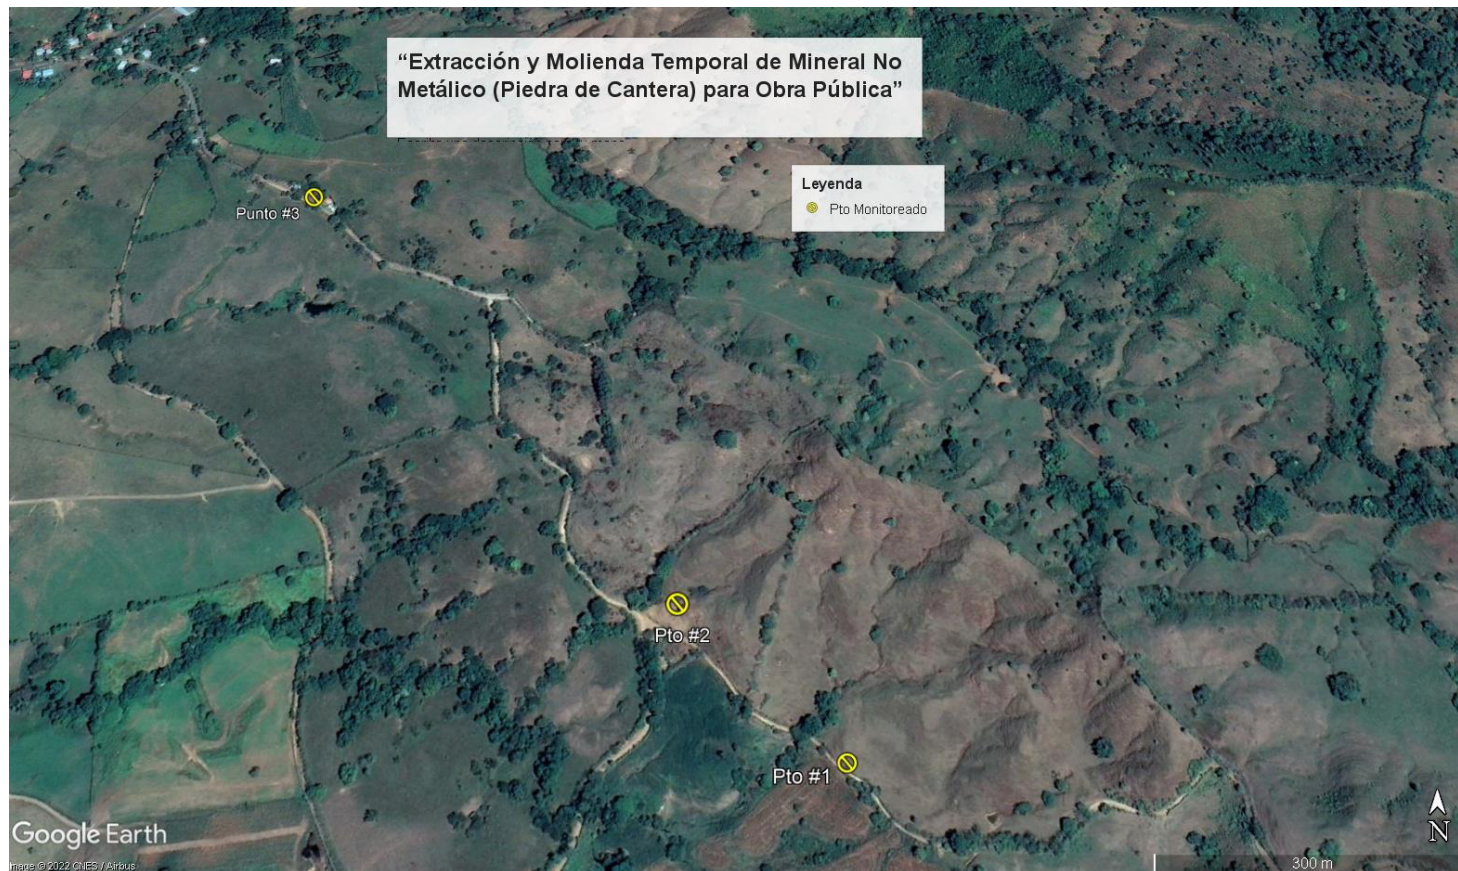 “Extracción y Molienda Temporal de Mineral No
Metálico (Piedra de Cantera) para Obra Pública”
Leyenda
Pto Monitoreado
Punto #3
Pto #2
Pto #1
Google Earth
Image © 2022 CNES / Airbus
300 m
N